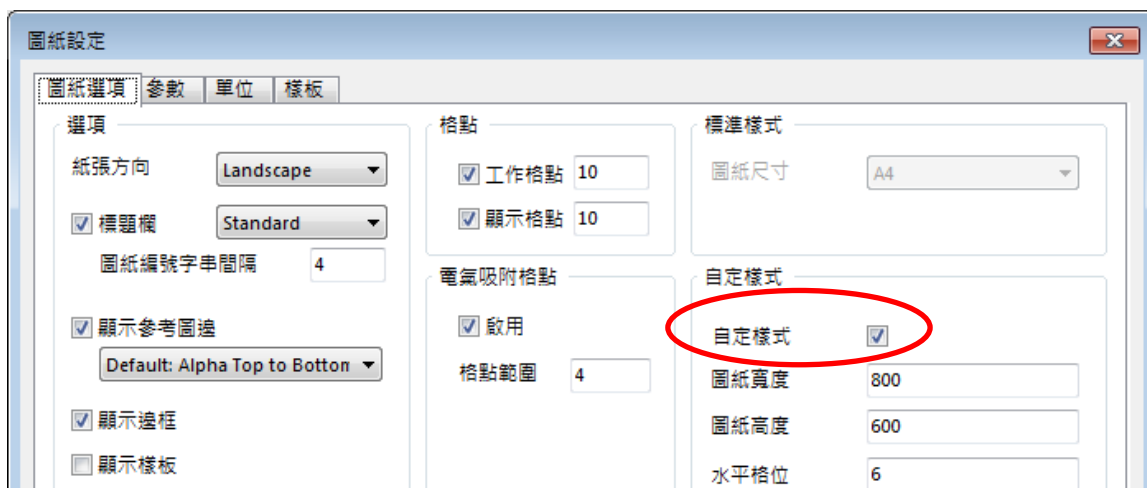 圖紙設定
圖紙選項 參數 單位 樣板
選項
紙張方向 Landscape
標題欄 Standard
圖紙編號字串間隔 4
顯示參考圖邊
Default: Alpha Top to Bottom
顯示邊框
顯示樣板
格點
工作格點 10
顯示格點 10
電氣吸附格點
啟用
格點範圍 4
標準樣式
圖紙尺寸 A4
自定樣式
自定樣式
圖紙寬度 800
圖紙高度 600
水平格位 6